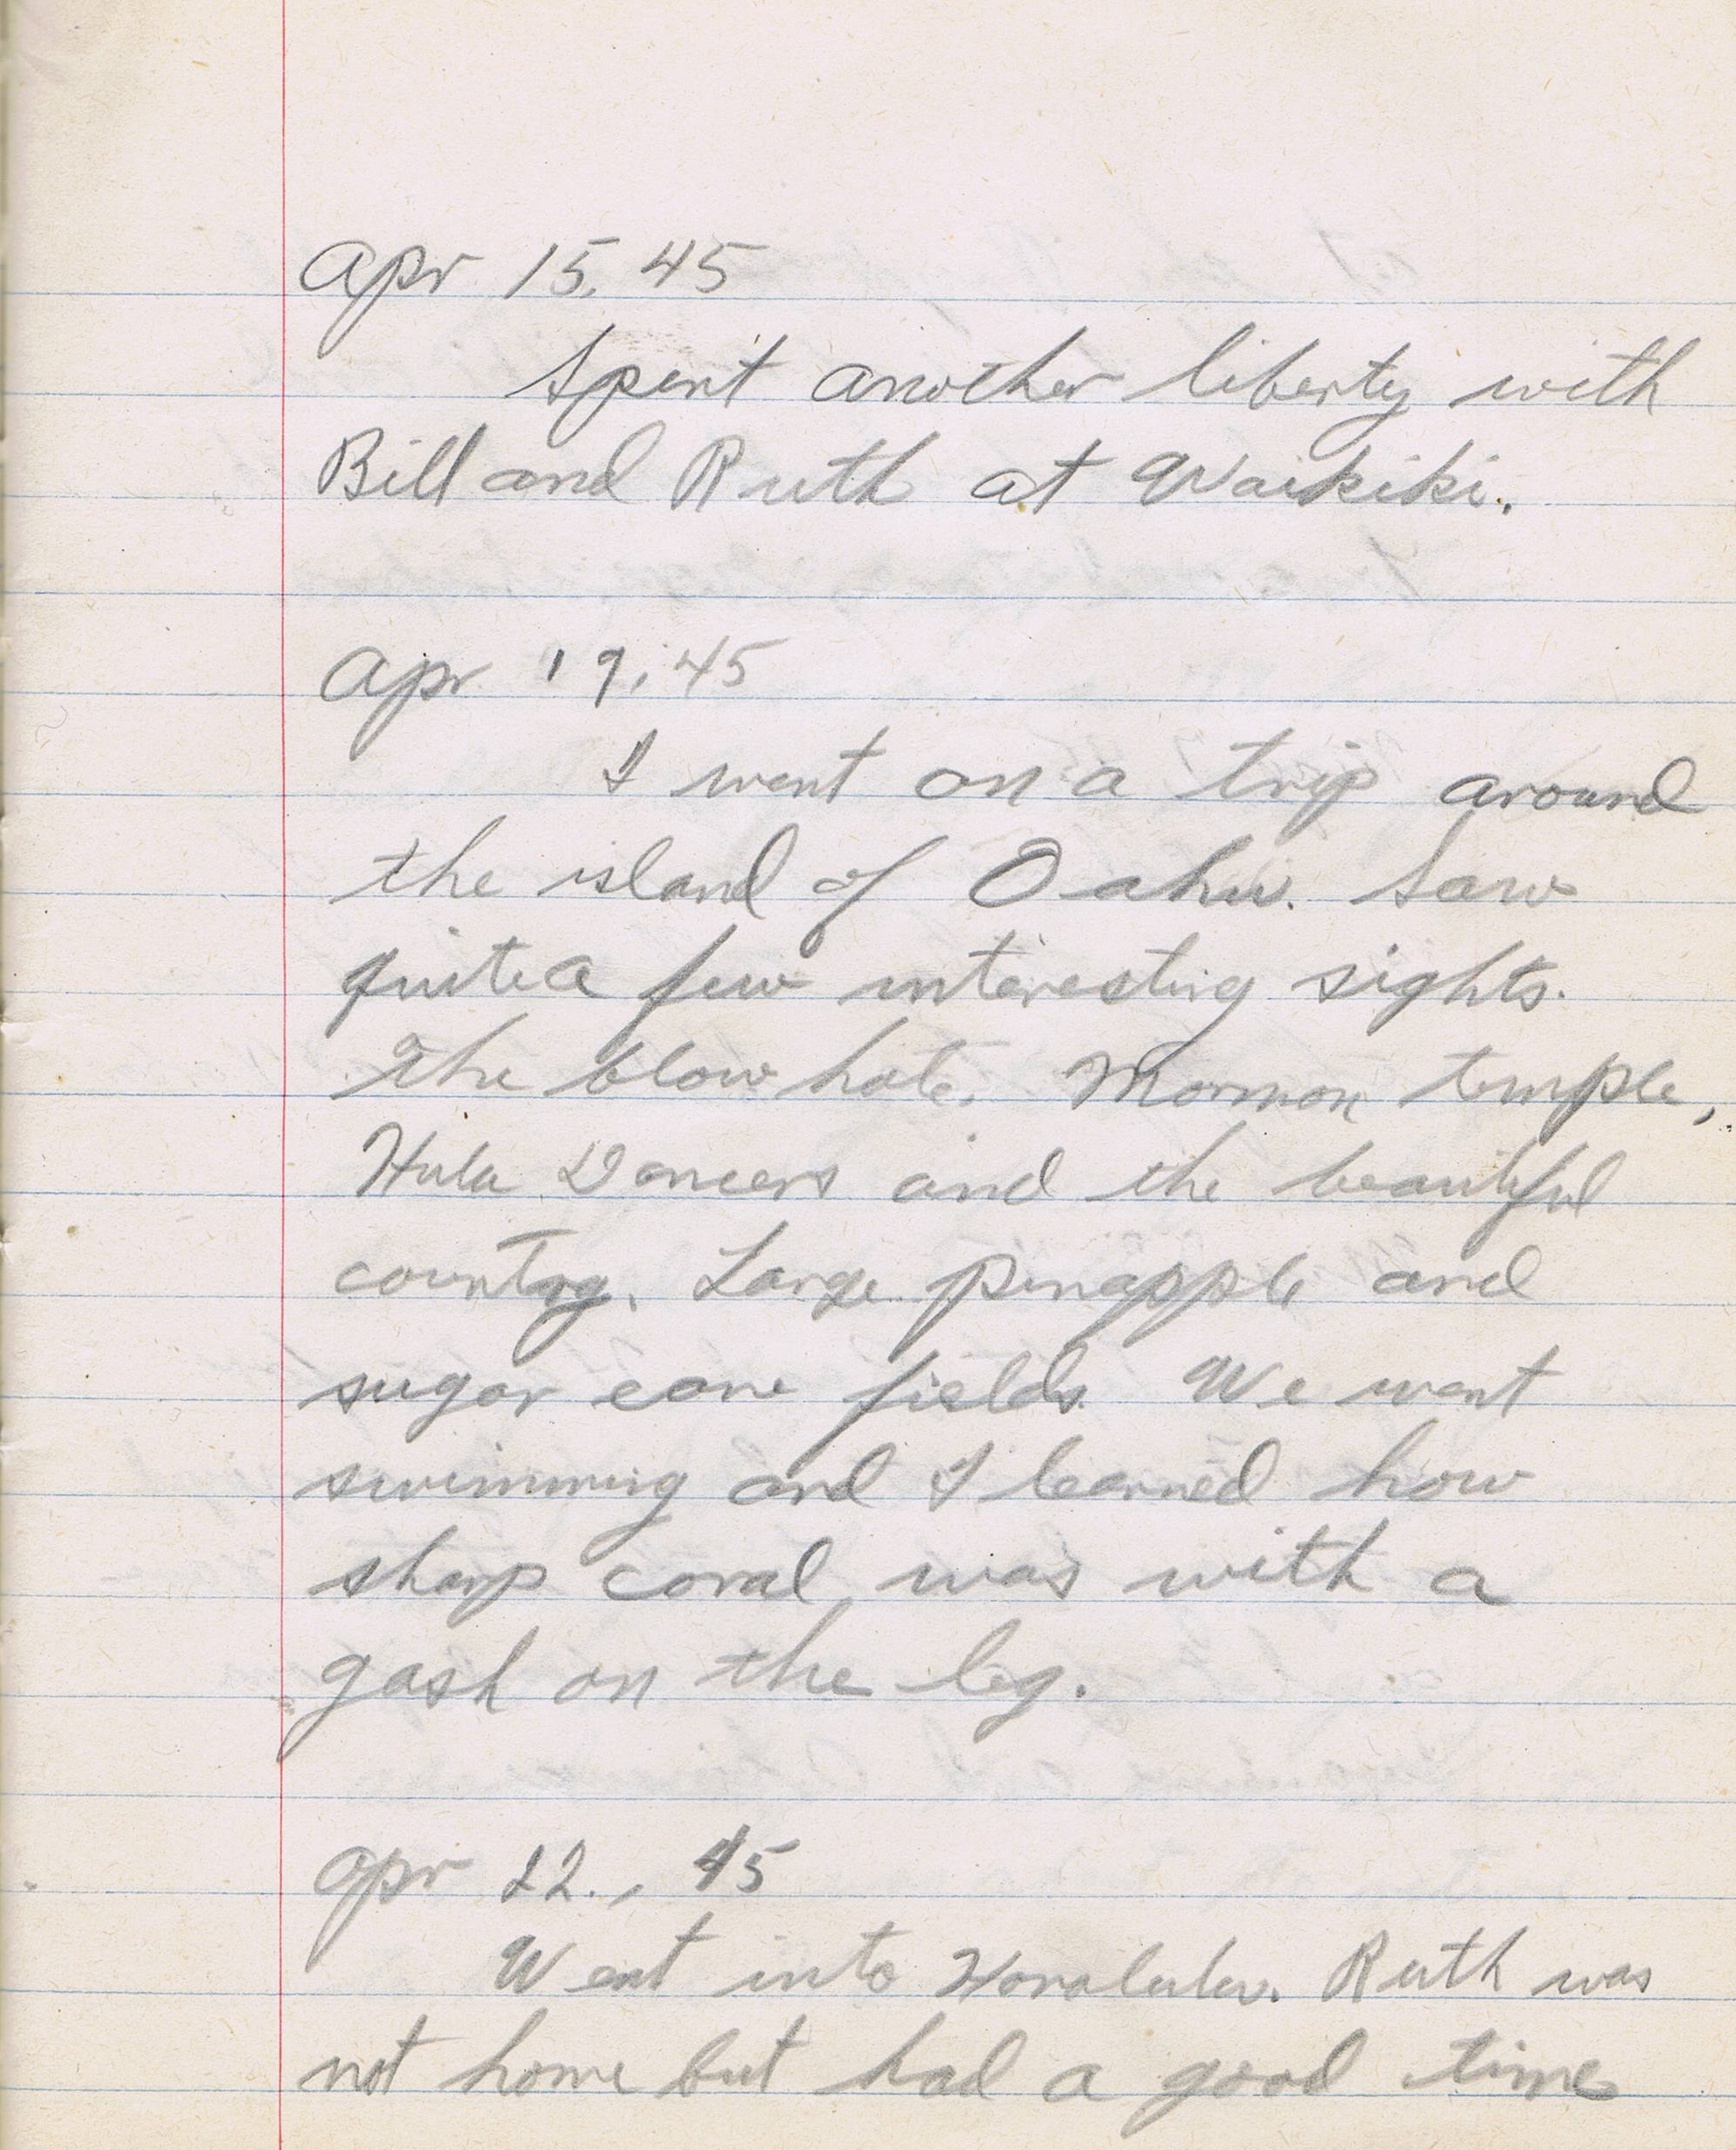 Apr 15, 45
Spent another liberty with
Bill and Ruth at Waikiki.
Apr 19, 45
I went on a trip around
the island of Oahu. Saw
quite a few interesting sights.
The blow hole, Mormon temple,
Hula Dancers and the beautiful
country. Large pinapple and
sugar cane fields. We went
swimming and I learned how
sharp coral was with a
gash on the leg.
Apr 22, 45
Went into Honolulu. Ruth was
not home but had a good time